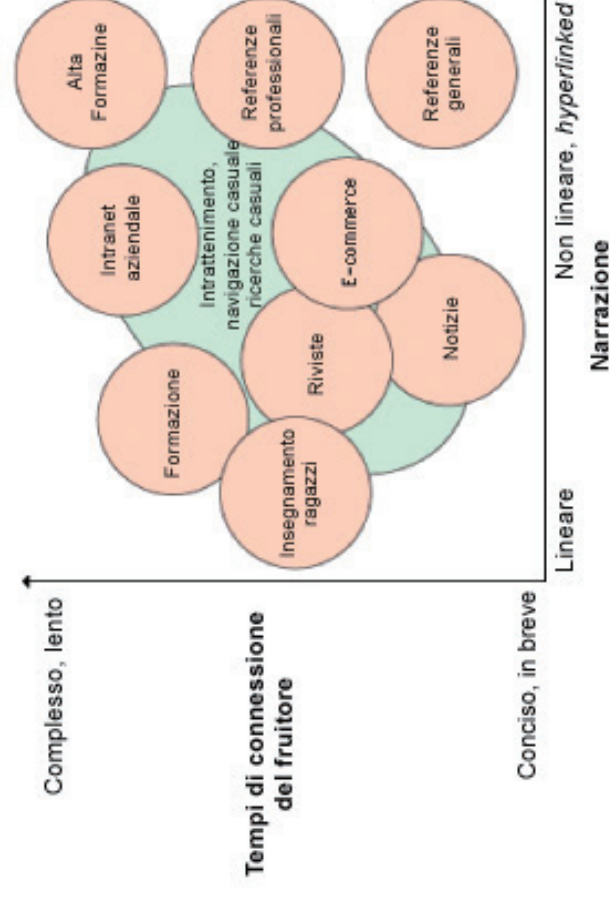 Complesso, lento
Tempi di connessione
del fruitore
Conciso, in breve
Alta
Formazine
Referenze
professionali
Referenze
generali
Intranet
aziendale
Intrattenimento,
navigazione casuale
ricerche casuali
E-commerce
Formazione
Riviste
Notizie
Insegnamento
ragazzi
Lineare
Non lineare, hyperlinked
Narrazione